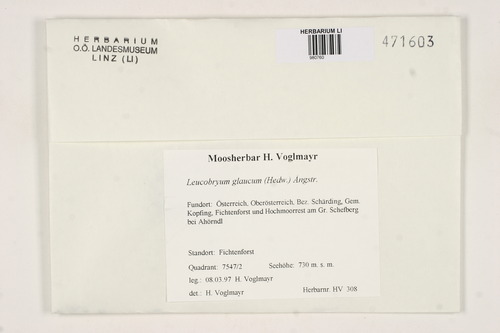 HERBARIUM
O.Ö. LANDESMUSEUM
LINZ (LI)
HERBARIUM LI
980760
471603
Moosherbar H. Voglmayr
Leucobryum glaucum (Hedw.) Ångstr.
Fundort: Österreich, Oberösterreich, Bez. Schärding, Gem.
Kopfing, Fichtenforst und Hochmoorrest am Gr. Schefberg
bei Ahörndl
Standort: Fichtenforst
Quadrant: 7547/2 Seehöhe: 730 m. s. m.
leg.: 08.03.97 H. Voglmayr
det.: H. Voglmayr Herbarnr. HV 308